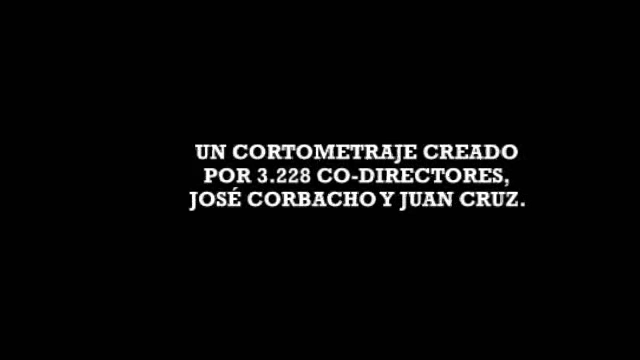 UN CORTOMETRAJE CREADO
POR 3.228 CO-DIRECTORES,
JOSÉ CORBACHO Y JUAN CRUZ.